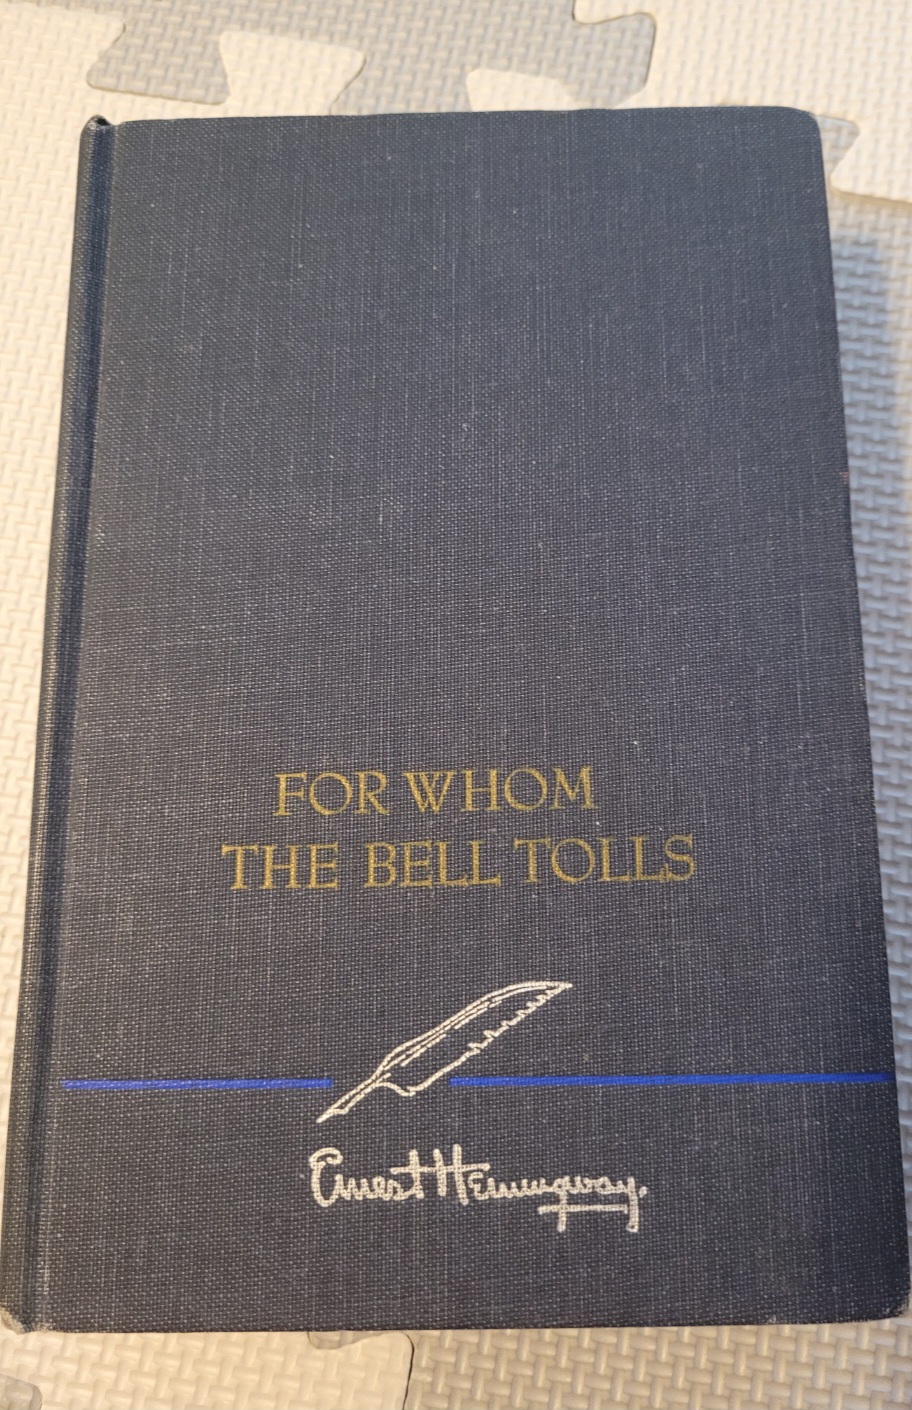 FOR WHOM
THE BELL TOLLS
Ernest Hemingway.